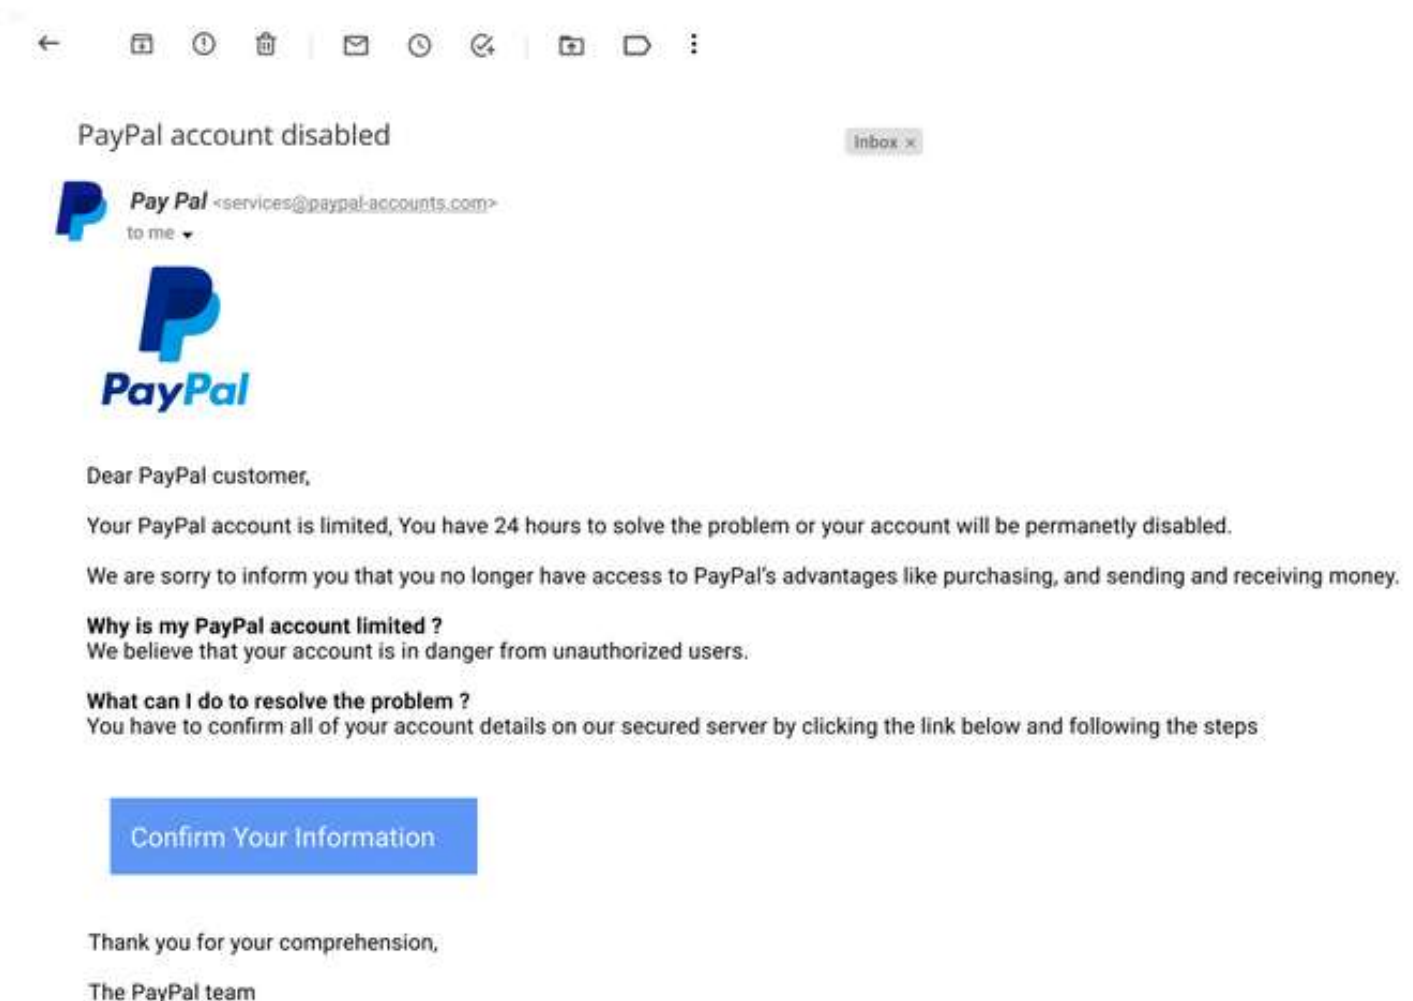 PayPal account disabled
Inbox ×
Pay Pal <services@paypal-accounts.com>
to me
PayPal
Dear PayPal customer,
Your PayPal account is limited, You have 24 hours to solve the problem or your account will be permanetly disabled.
We are sorry to inform you that you no longer have access to PayPal's advantages like purchasing, and sending and receiving money.
Why is my PayPal account limited ?
We believe that your account is in danger from unauthorized users.
What can I do to resolve the problem ?
You have to confirm all of your account details on our secured server by clicking the link below and following the steps
Confirm Your Information
Thank you for your comprehension,
The PayPal team